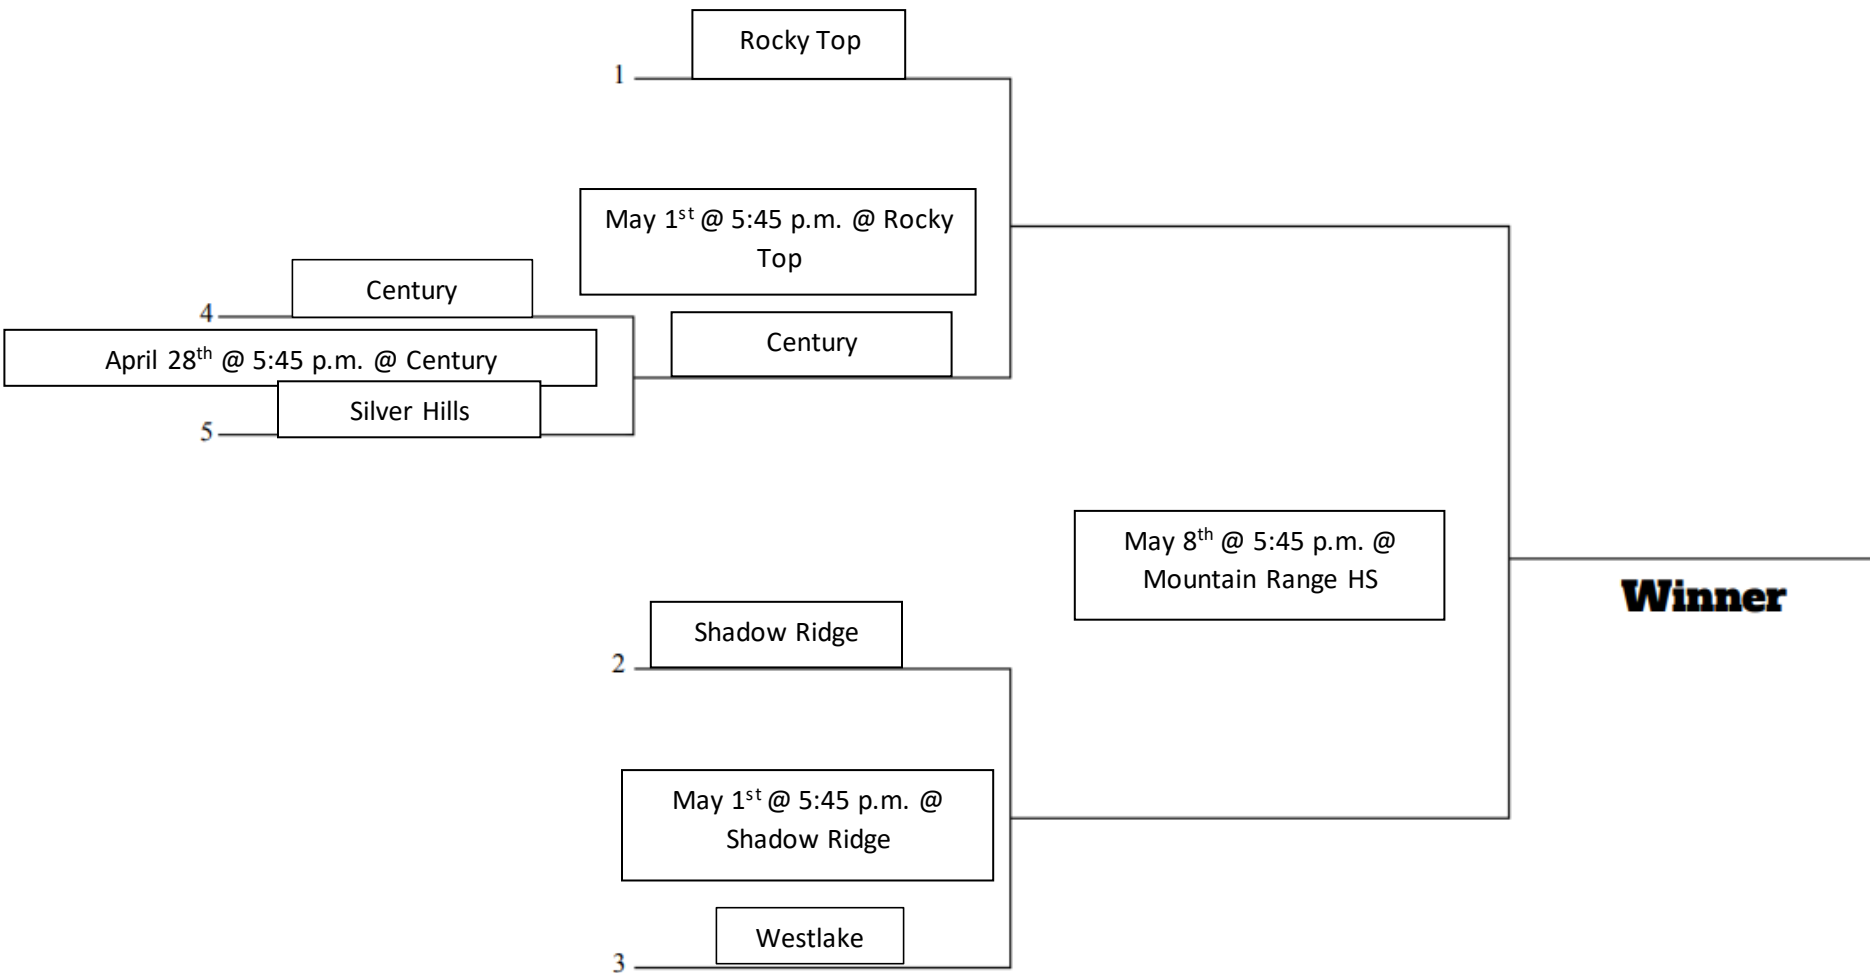 Rocky Top
1
May 1st @ 5:45 p.m. @ Rocky
Top
Century
4
April 28th @ 5:45 p.m. @ Century
Century
Silver Hills
5
May 8th @ 5:45 p.m. @
Mountain Range HS
Winner
Shadow Ridge
2
May 1st @ 5:45 p.m. @
Shadow Ridge
Westlake
3